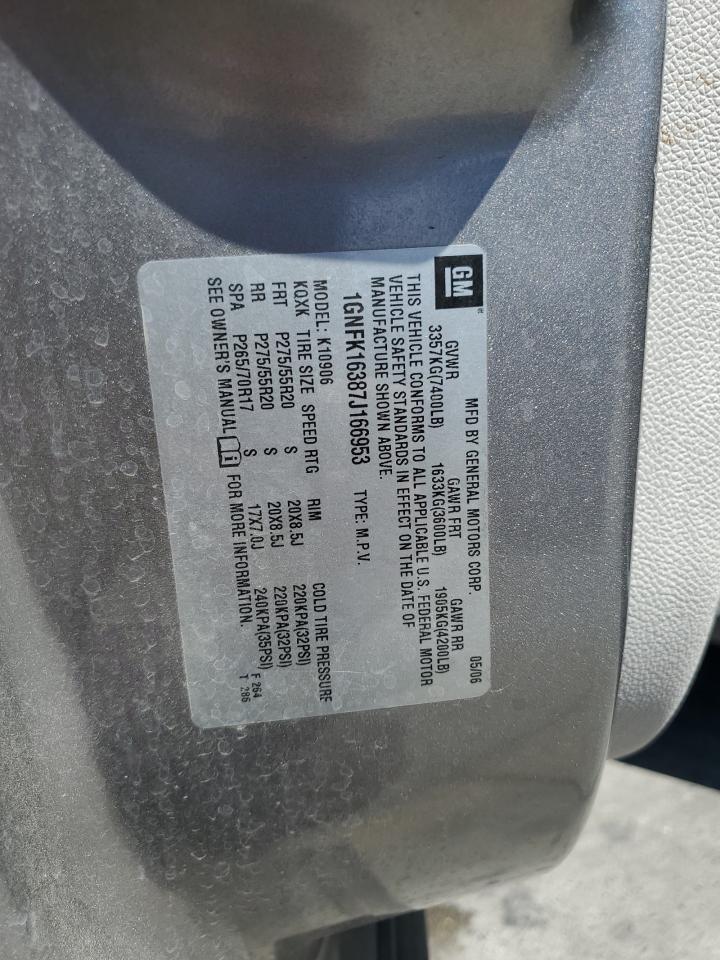 GM MFD BY GENERAL MOTORS CORP. 05/06
GVWR GAWR FRT GAWR RR
3357KG(7400LB) 1633KG(3600LB) 1905KG(4200LB)
THIS VEHICLE CONFORMS TO ALL APPLICABLE U.S. FEDERAL MOTOR
VEHICLE SAFETY STANDARDS IN EFFECT ON THE DATE OF
MANUFACTURE SHOWN ABOVE.
1GNFK16387J166953 TYPE: M.P.V.
MODEL: K10906
KQXK TIRE SIZE SPEED RTG RIM COLD TIRE PRESSURE
FRT P275/55R20 S 20X8.5J 220KPA(32PSI)
RR P275/55R20 S 20X8.5J 220KPA(32PSI)
SPA P265/70R17 S 17X7.0J 240KPA(35PSI) F 264
SEE OWNER'S MANUAL i FOR MORE INFORMATION. T 286